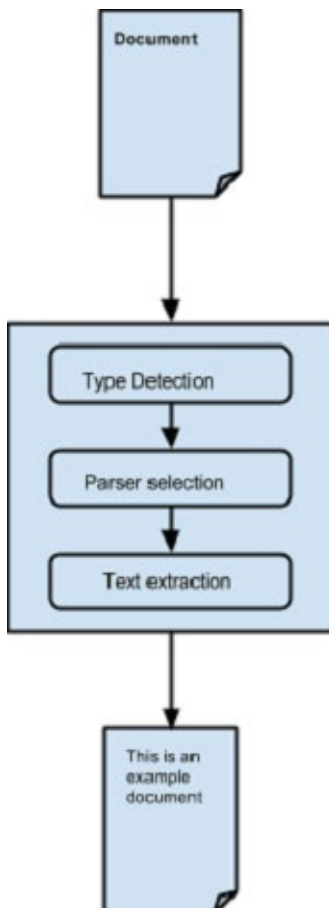 Document
Type Detection
Parser selection
Text extraction
This is an
example
document